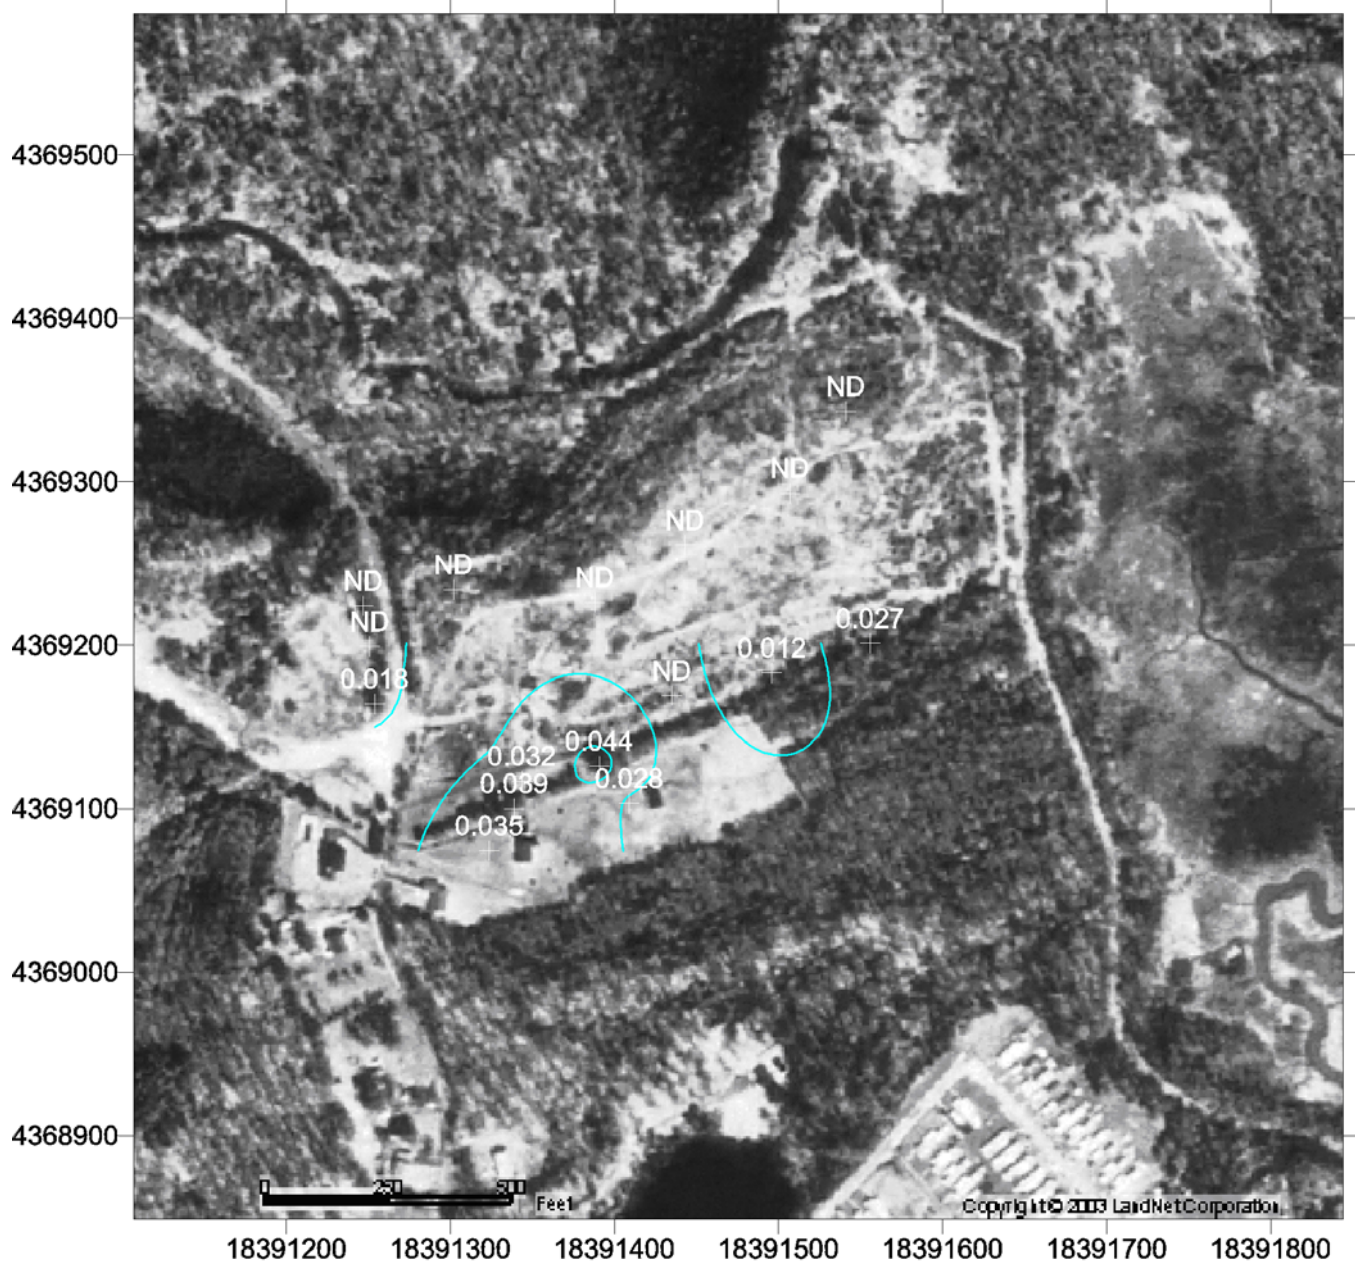 4369500
4369400
ND
4369300
ND
ND
ND
ND
ND
ND
0.027
4369200
0.012
ND
0.018
0.044
0.032
0.028
0.039
4369100
0.035
4369000
4368900
0 250 500
Feet
Copyright © 2003 LandNet Corporation
18391200 18391300 18391400 18391500 18391600 18391700 18391800